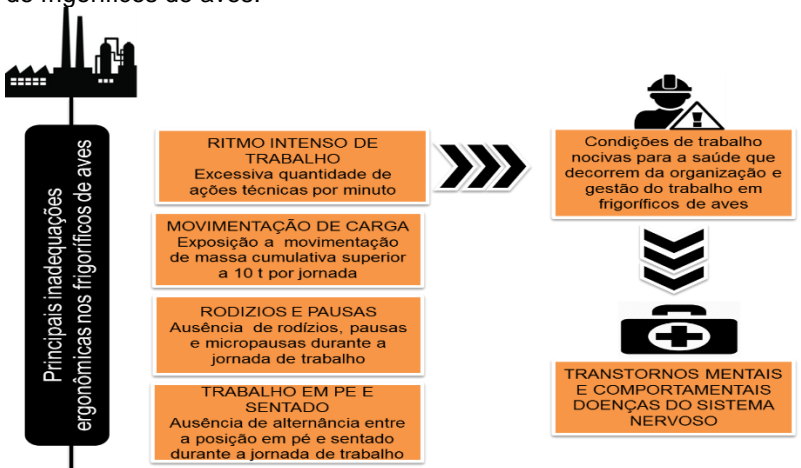 de frigoríficos de aves.
Principais inadequações
ergonômicas nos frigoríficos de aves
RITMO INTENSO DE
TRABALHO
Excessiva quantidade de
ações técnicas por minuto
MOVIMENTAÇÃO DE CARGA
Exposição a movimentação
de massa cumulativa superior
a 10 t por jornada
RODIZIOS E PAUSAS
Ausência de rodízios, pausas
e micropausas durante a
jornada de trabalho
TRABALHO EM PE E
SENTADO
Ausência de alternância entre
a posição em pé e sentado
durante a jornada de trabalho
Condições de trabalho
nocivas para a saúde que
decorrem da organização e
gestão do trabalho em
frigoríficos de aves
TRANSTORNOS MENTAIS
E COMPORTAMENTAIS
DOENÇAS DO SISTEMA
NERVOSO